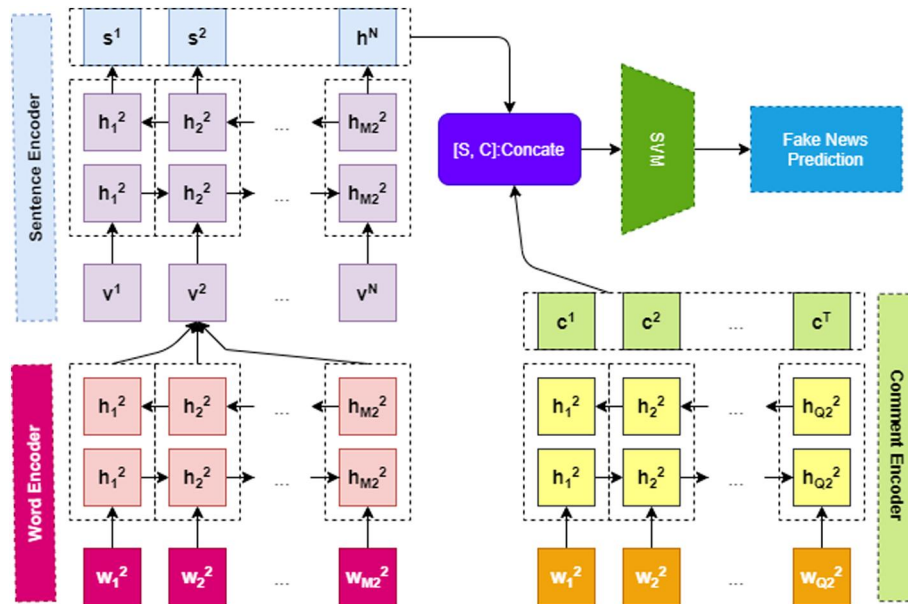 Sentence Encoder
s¹ s² hᴺ
h₁² h₂² ... h_M2²
h₁² h₂² ... h_M2²
v¹ v² ... vᴺ
Word Encoder
h₁² h₂² ... h_M2²
h₁² h₂² ... h_M2²
w₁² w₂² ... w_M2²
[S, C]:Concate
SVM
Fake News
Prediction
c¹ c² ... cᵀ
h₁² h₂² ... h_Q2²
h₁² h₂² ... h_Q2²
w₁² w₂² ... w_Q2²
Comment Encoder